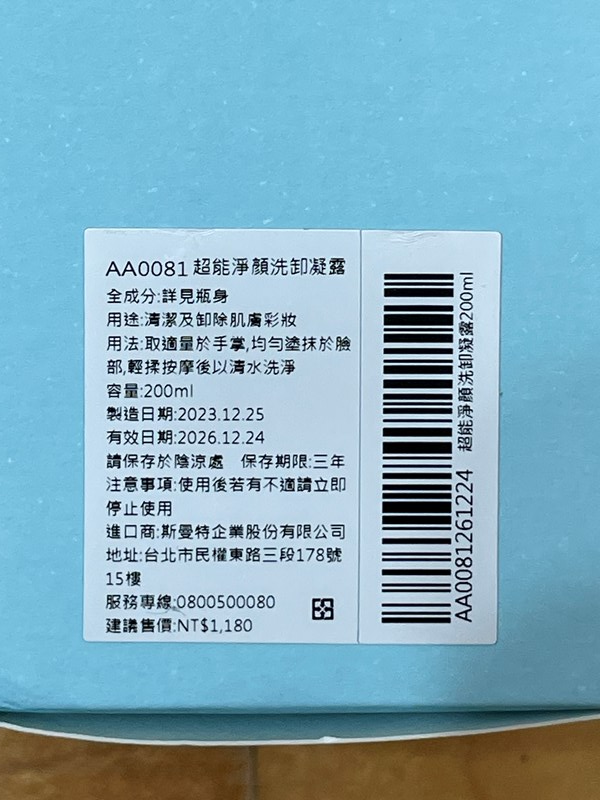 AA0081超能淨顏洗卸凝露
全成分:詳見瓶身
用途:清潔及卸除肌膚彩妝
用法:取適量於手掌,均勻塗抹於臉
部,輕揉按摩後以清水洗淨
容量:200ml
製造日期:2023.12.25
有效日期:2026.12.24
請保存於陰涼處 保存期限:三年
注意事項:使用後若有不適請立即
停止使用
進口商:斯曼特企業股份有限公司
地址:台北市民權東路三段178號
15樓
服務專線:0800500080
建議售價:NT$1,180
超能淨顏洗卸凝露200ml
AA0081261224